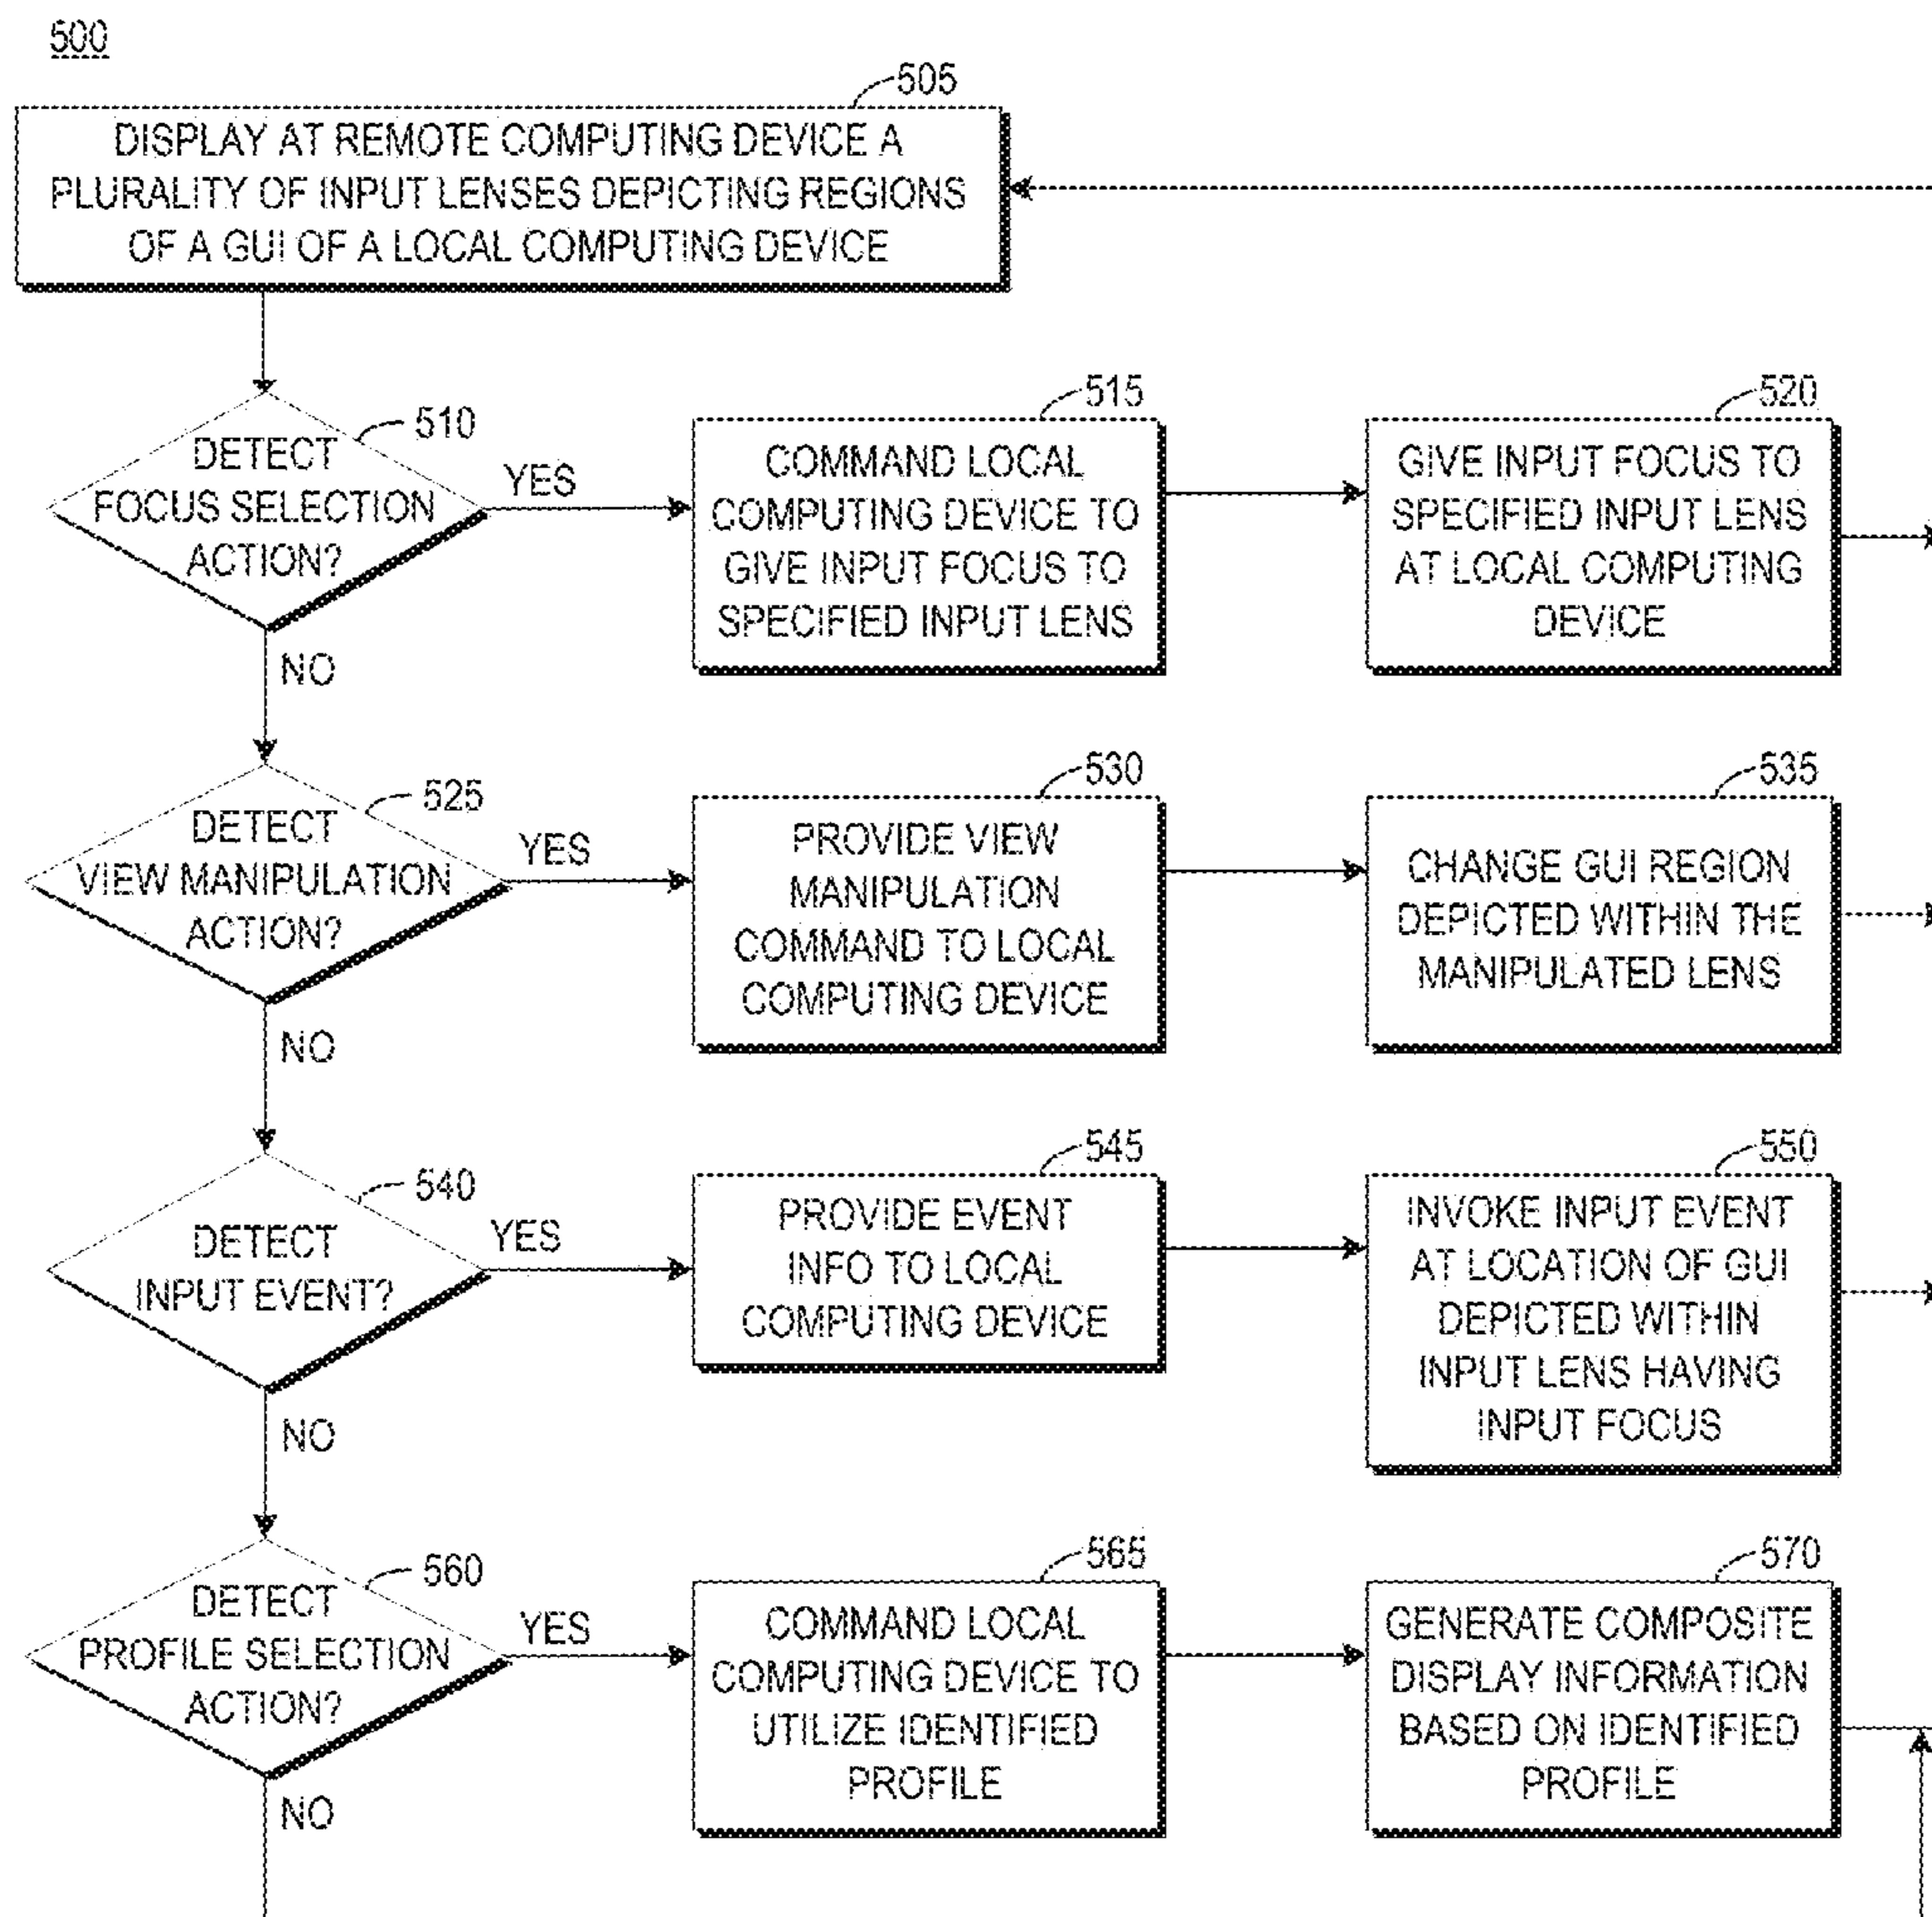 500
505
DISPLAY AT REMOTE COMPUTING DEVICE A
PLURALITY OF INPUT LENSES DEPICTING REGIONS
OF A GUI OF A LOCAL COMPUTING DEVICE
510
DETECT
FOCUS SELECTION
ACTION?
YES
NO
515
COMMAND LOCAL
COMPUTING DEVICE TO
GIVE INPUT FOCUS TO
SPECIFIED INPUT LENS
520
GIVE INPUT FOCUS TO
SPECIFIED INPUT LENS
AT LOCAL COMPUTING
DEVICE
525
DETECT
VIEW MANIPULATION
ACTION?
YES
NO
530
PROVIDE VIEW
MANIPULATION
COMMAND TO LOCAL
COMPUTING DEVICE
535
CHANGE GUI REGION
DEPICTED WITHIN THE
MANIPULATED LENS
540
DETECT
INPUT EVENT?
YES
NO
545
PROVIDE EVENT
INFO TO LOCAL
COMPUTING DEVICE
550
INVOKE INPUT EVENT
AT LOCATION OF GUI
DEPICTED WITHIN
INPUT LENS HAVING
INPUT FOCUS
560
DETECT
PROFILE SELECTION
ACTION?
YES
NO
565
COMMAND LOCAL
COMPUTING DEVICE TO
UTILIZE IDENTIFIED
PROFILE
570
GENERATE COMPOSITE
DISPLAY INFORMATION
BASED ON IDENTIFIED
PROFILE